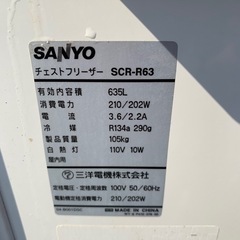 SANYO
チェストフリーザー SCR-R63
有効内容積 635L
消費電力 210/202W
電流 3.6/2.2A
冷媒 R134a 290g
製品質量 105kg
白熱灯 110V 10W
屋内用
三洋電機株式会社
定格電圧・定格周波数: 100V 50/60Hz
電動機定格消費電力: 210/202W
MADE IN CHINA